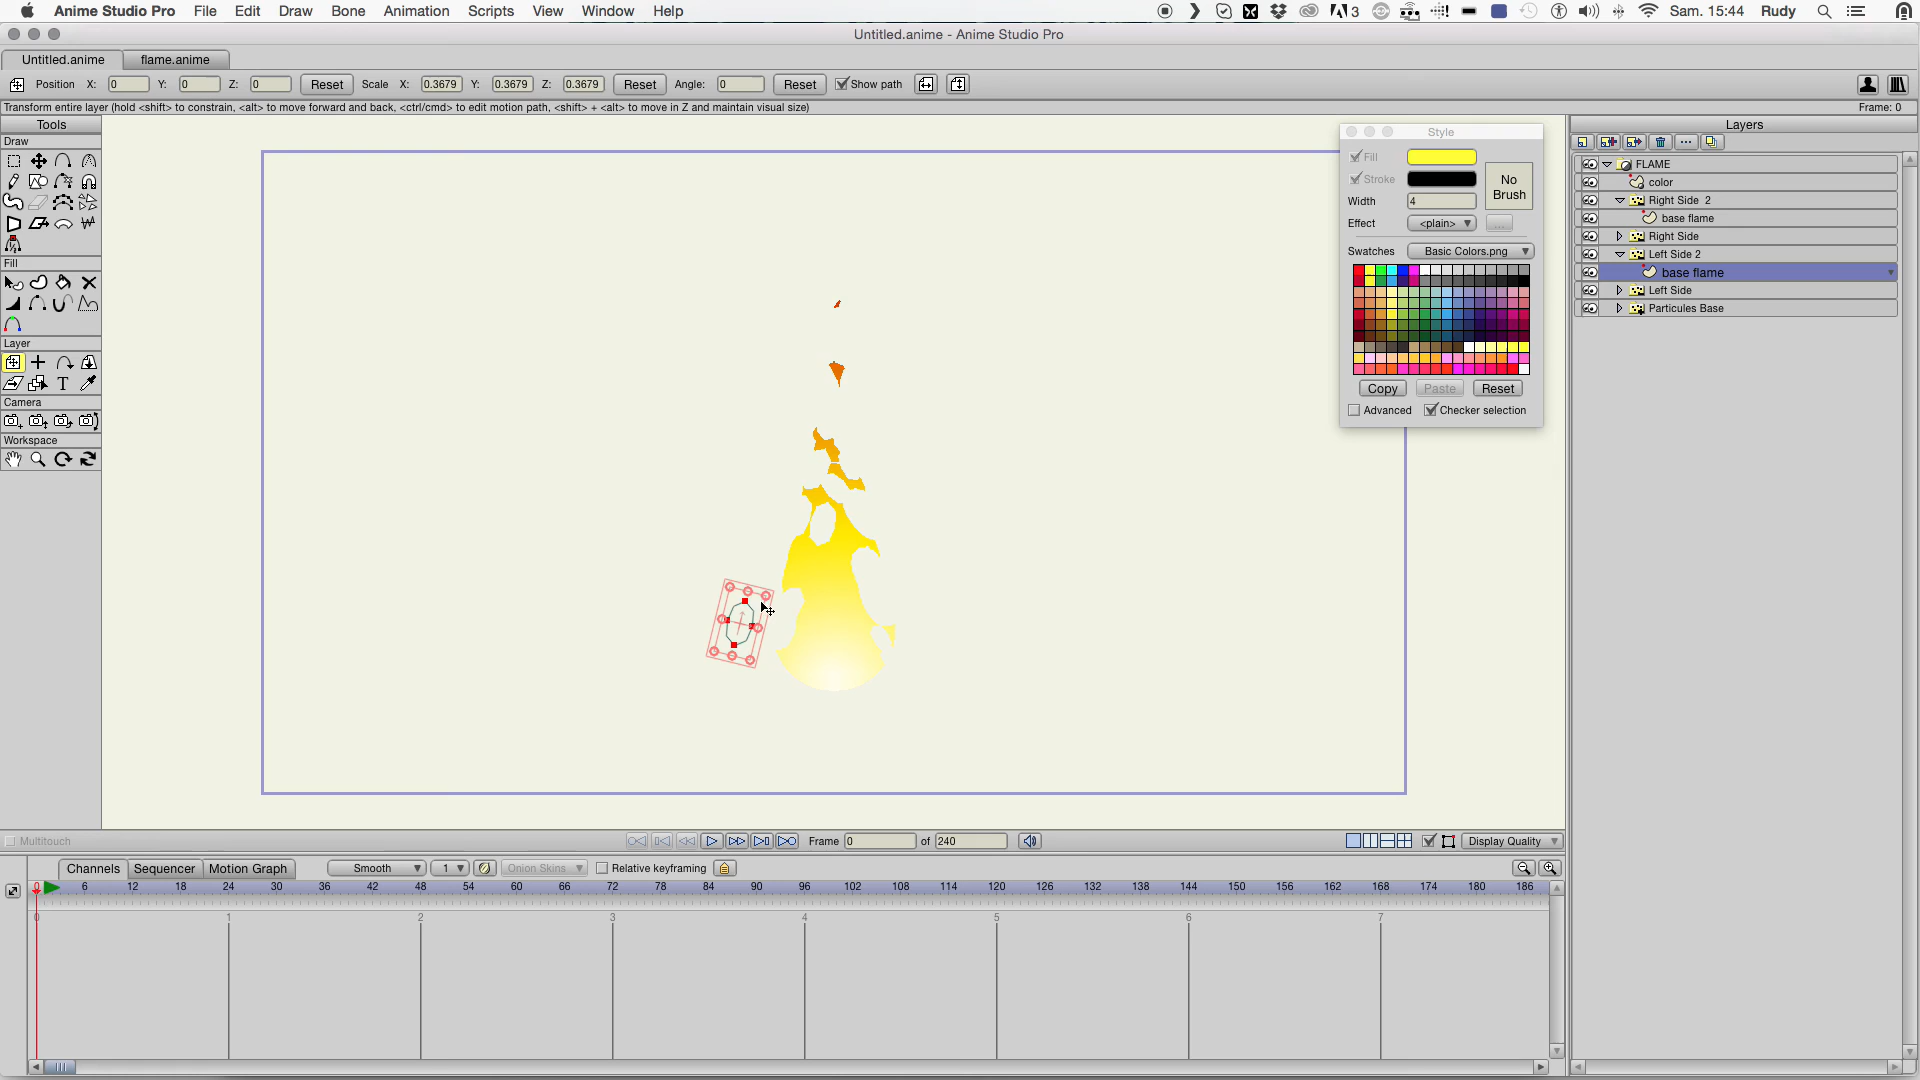 Anime Studio Pro File Edit Draw Bone Animation Scripts View Window Help 3 Sam. 15:44 Rudy
Untitled.anime - Anime Studio Pro
Untitled.anime flame.anime
Position X: 0 Y: 0 Z: 0 Reset Scale X: 0.3679 Y: 0.3679 Z: 0.3679 Reset Angle: 0 Reset Show path
Transform entire layer (hold <shift> to constrain, <alt> to move forward and back, <ctrl/cmd> to edit motion path, <shift> + <alt> to move in Z and maintain visual size) Frame: 0
Tools
Draw
Fill
Layer
T
Camera
Workspace
Style
Fill
Stroke
No
Brush
Width 4
Effect <plain> ...
Swatches Basic Colors.png
Copy Paste Reset
Advanced Checker selection
Layers
FLAME
color
Right Side 2
base flame
Right Side
Left Side 2
base flame
Left Side
Particules Base
Multitouch Frame 0 of 240 Display Quality
Channels Sequencer Motion Graph Smooth 1 Onion Skins Relative keyframing
0 6 12 18 24 30 36 42 48 54 60 66 72 78 84 90 96 102 108 114 120 126 132 138 144 150 156 162 168 174 180 186
0 1 2 3 4 5 6 7